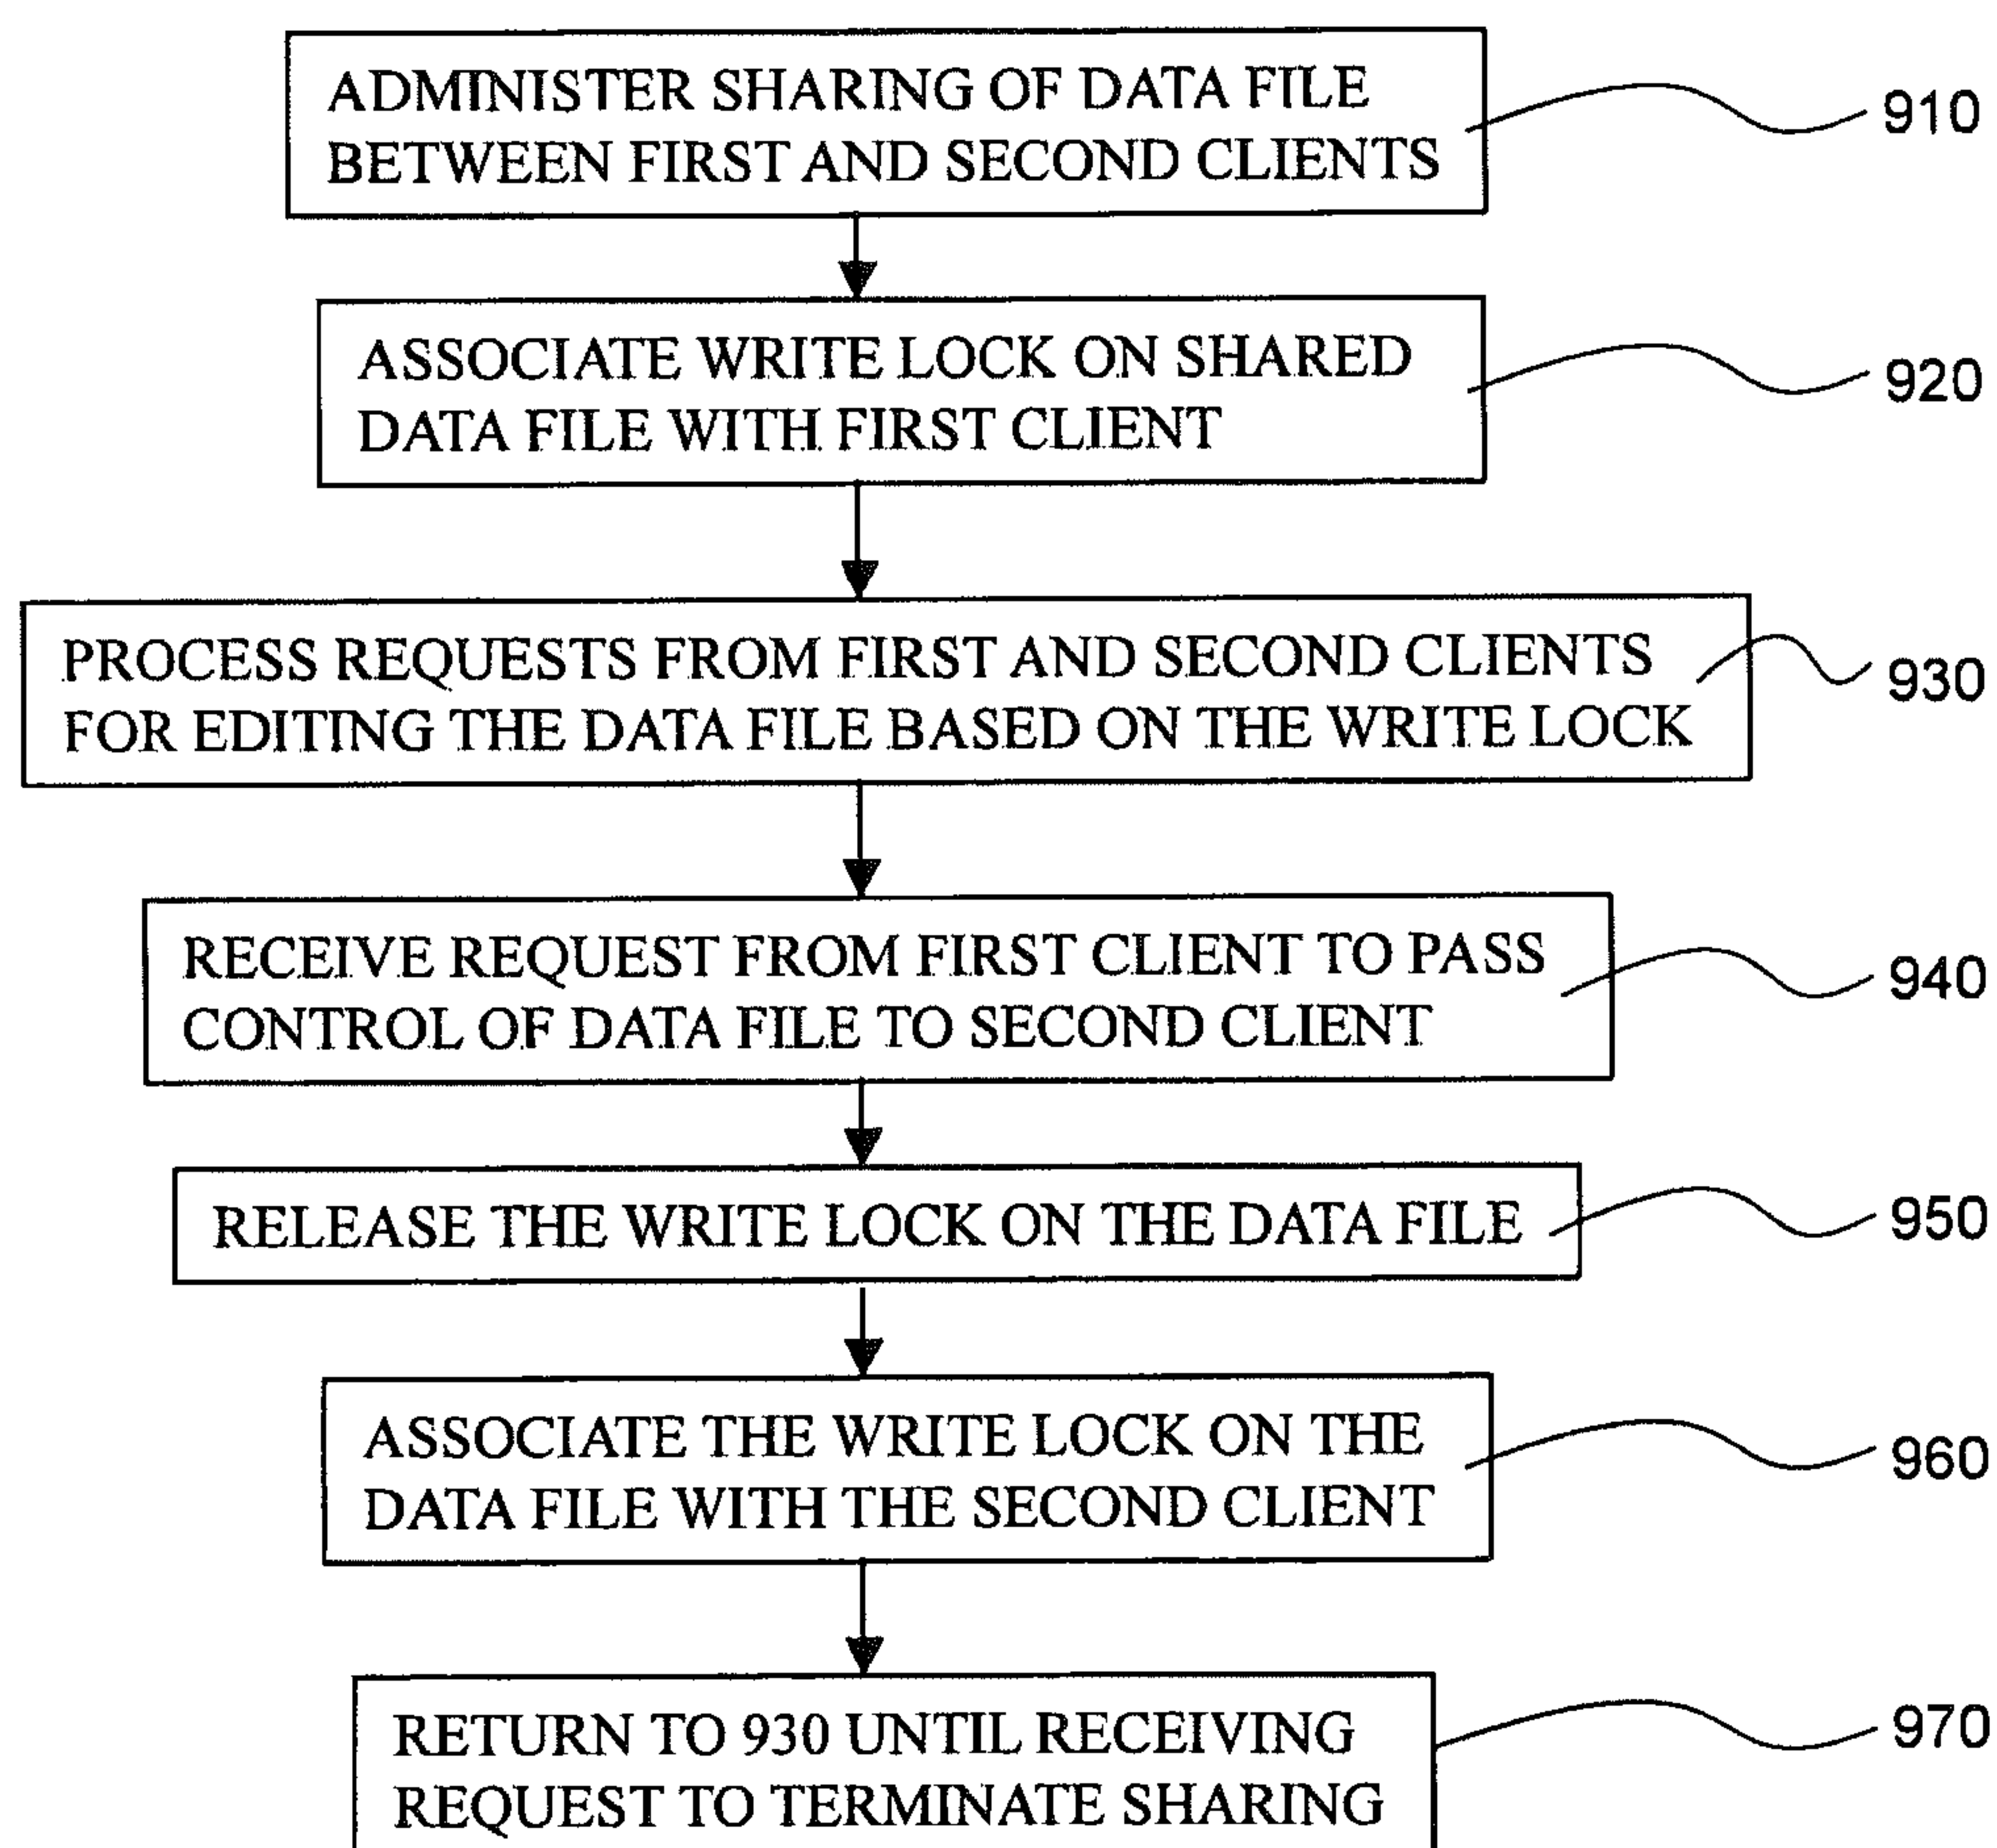 ADMINISTER SHARING OF DATA FILE
BETWEEN FIRST AND SECOND CLIENTS
910
ASSOCIATE WRITE LOCK ON SHARED
DATA FILE WITH FIRST CLIENT
920
PROCESS REQUESTS FROM FIRST AND SECOND CLIENTS
FOR EDITING THE DATA FILE BASED ON THE WRITE LOCK
930
RECEIVE REQUEST FROM FIRST CLIENT TO PASS
CONTROL OF DATA FILE TO SECOND CLIENT
940
RELEASE THE WRITE LOCK ON THE DATA FILE
950
ASSOCIATE THE WRITE LOCK ON THE
DATA FILE WITH THE SECOND CLIENT
960
RETURN TO 930 UNTIL RECEIVING
REQUEST TO TERMINATE SHARING
970